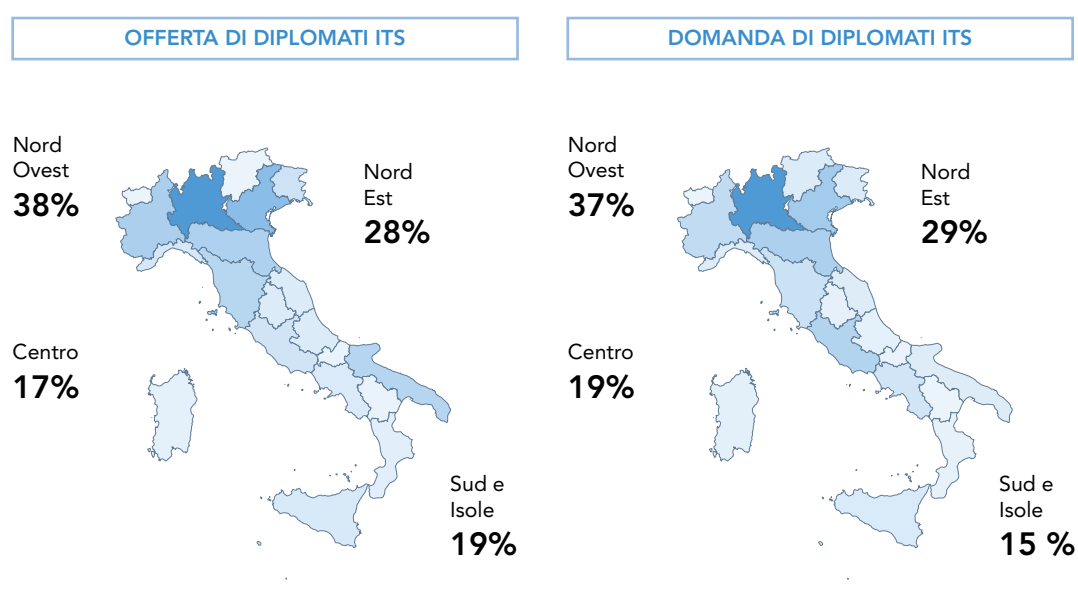 OFFERTA DI DIPLOMATI ITS
Nord
Ovest
38%
Nord
Est
28%
Centro
17%
Sud e
Isole
19%
DOMANDA DI DIPLOMATI ITS
Nord
Ovest
37%
Nord
Est
29%
Centro
19%
Sud e
Isole
15 %